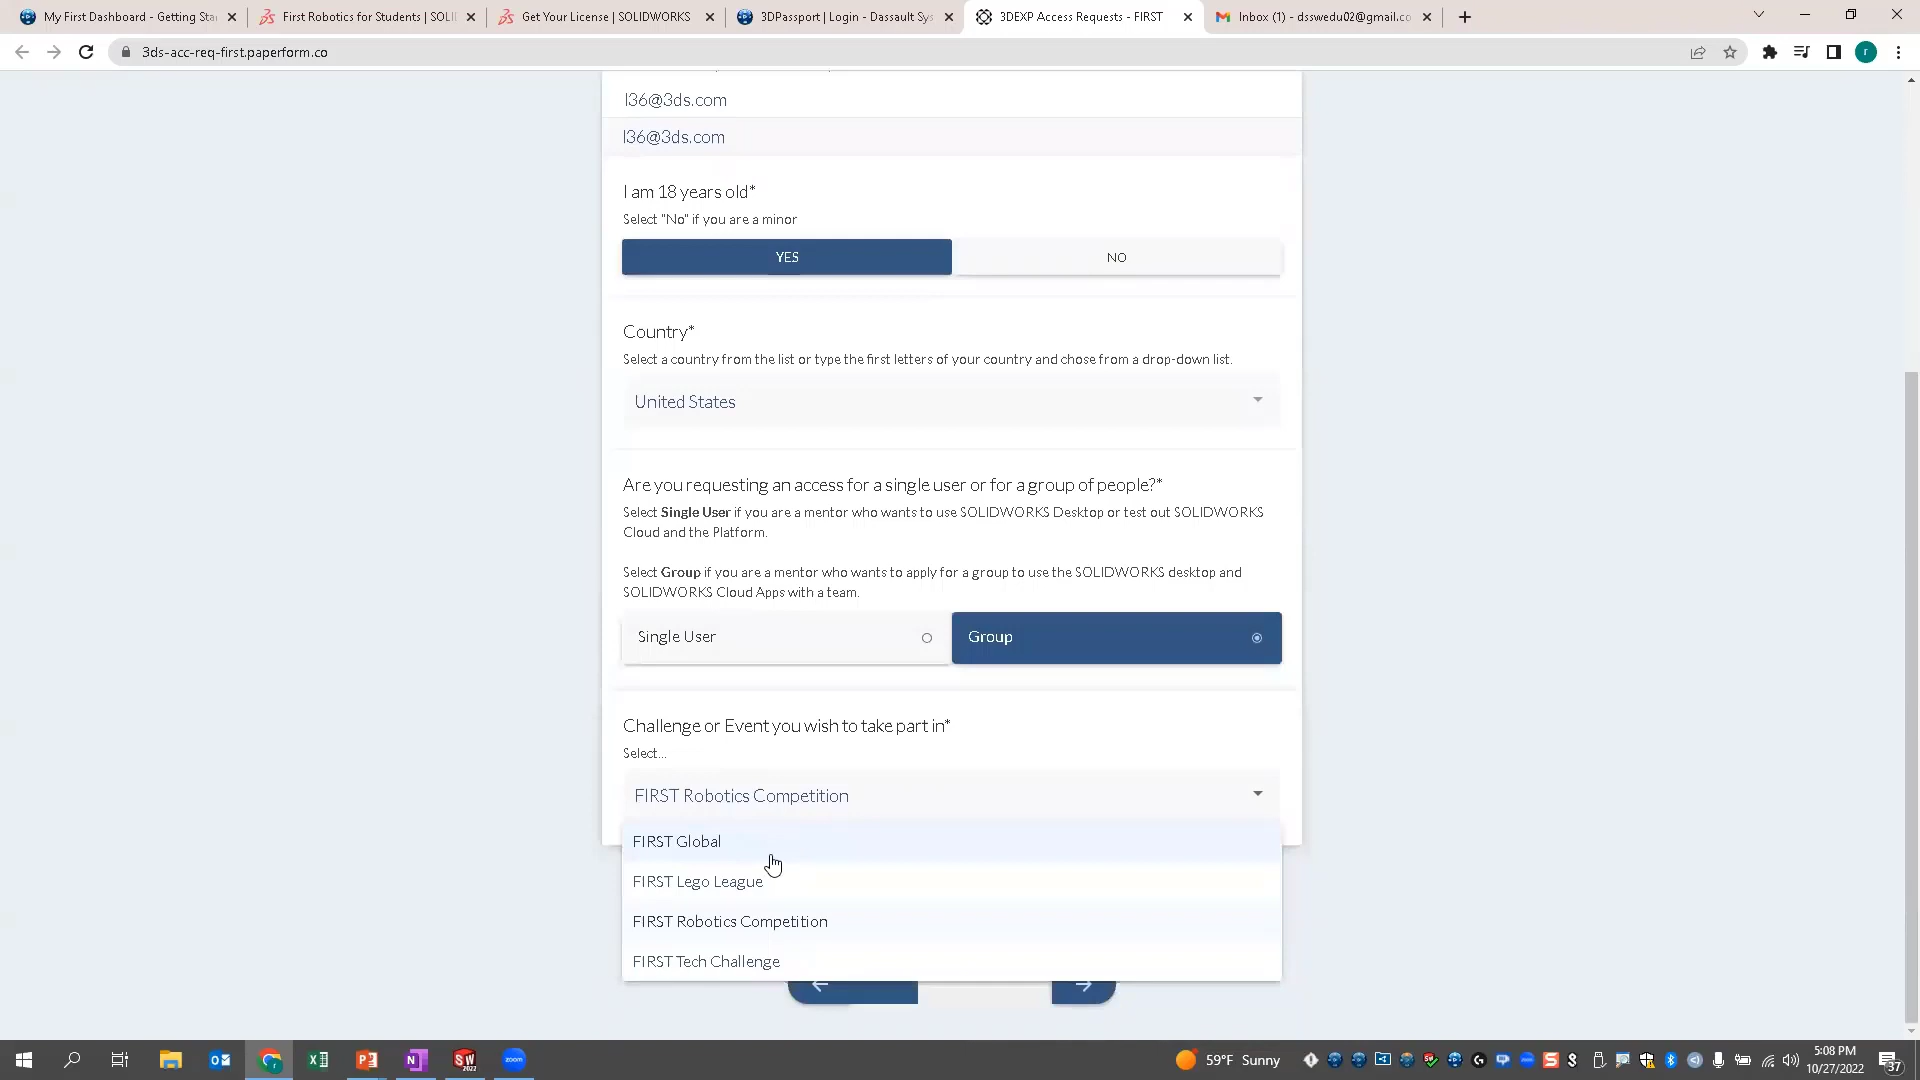 My First Dashboard - Getting Sta
First Robotics for Students | SOLI
Get Your License | SOLIDWORKS
3DPassport | Login - Dassault Sys
3DEXP Access Requests - FIRST
Inbox (1) - dsswedu02@gmail.co
3ds-acc-req-first.paperform.co
r
l36@3ds.com
l36@3ds.com
I am 18 years old*
Select "No" if you are a minor
YES
NO
Country*
Select a country from the list or type the first letters of your country and chose from a drop-down list.
United States
Are you requesting an access for a single user or for a group of people?*
Select Single User if you are a mentor who wants to use SOLIDWORKS Desktop or test out SOLIDWORKS
Cloud and the Platform.
Select Group if you are a mentor who wants to apply for a group to use the SOLIDWORKS desktop and
SOLIDWORKS Cloud Apps with a team.
Single User
Group
Challenge or Event you wish to take part in*
Select...
FIRST Robotics Competition
FIRST Global
FIRST Lego League
FIRST Robotics Competition
FIRST Tech Challenge
59°F Sunny
5:08 PM
10/27/2022
37